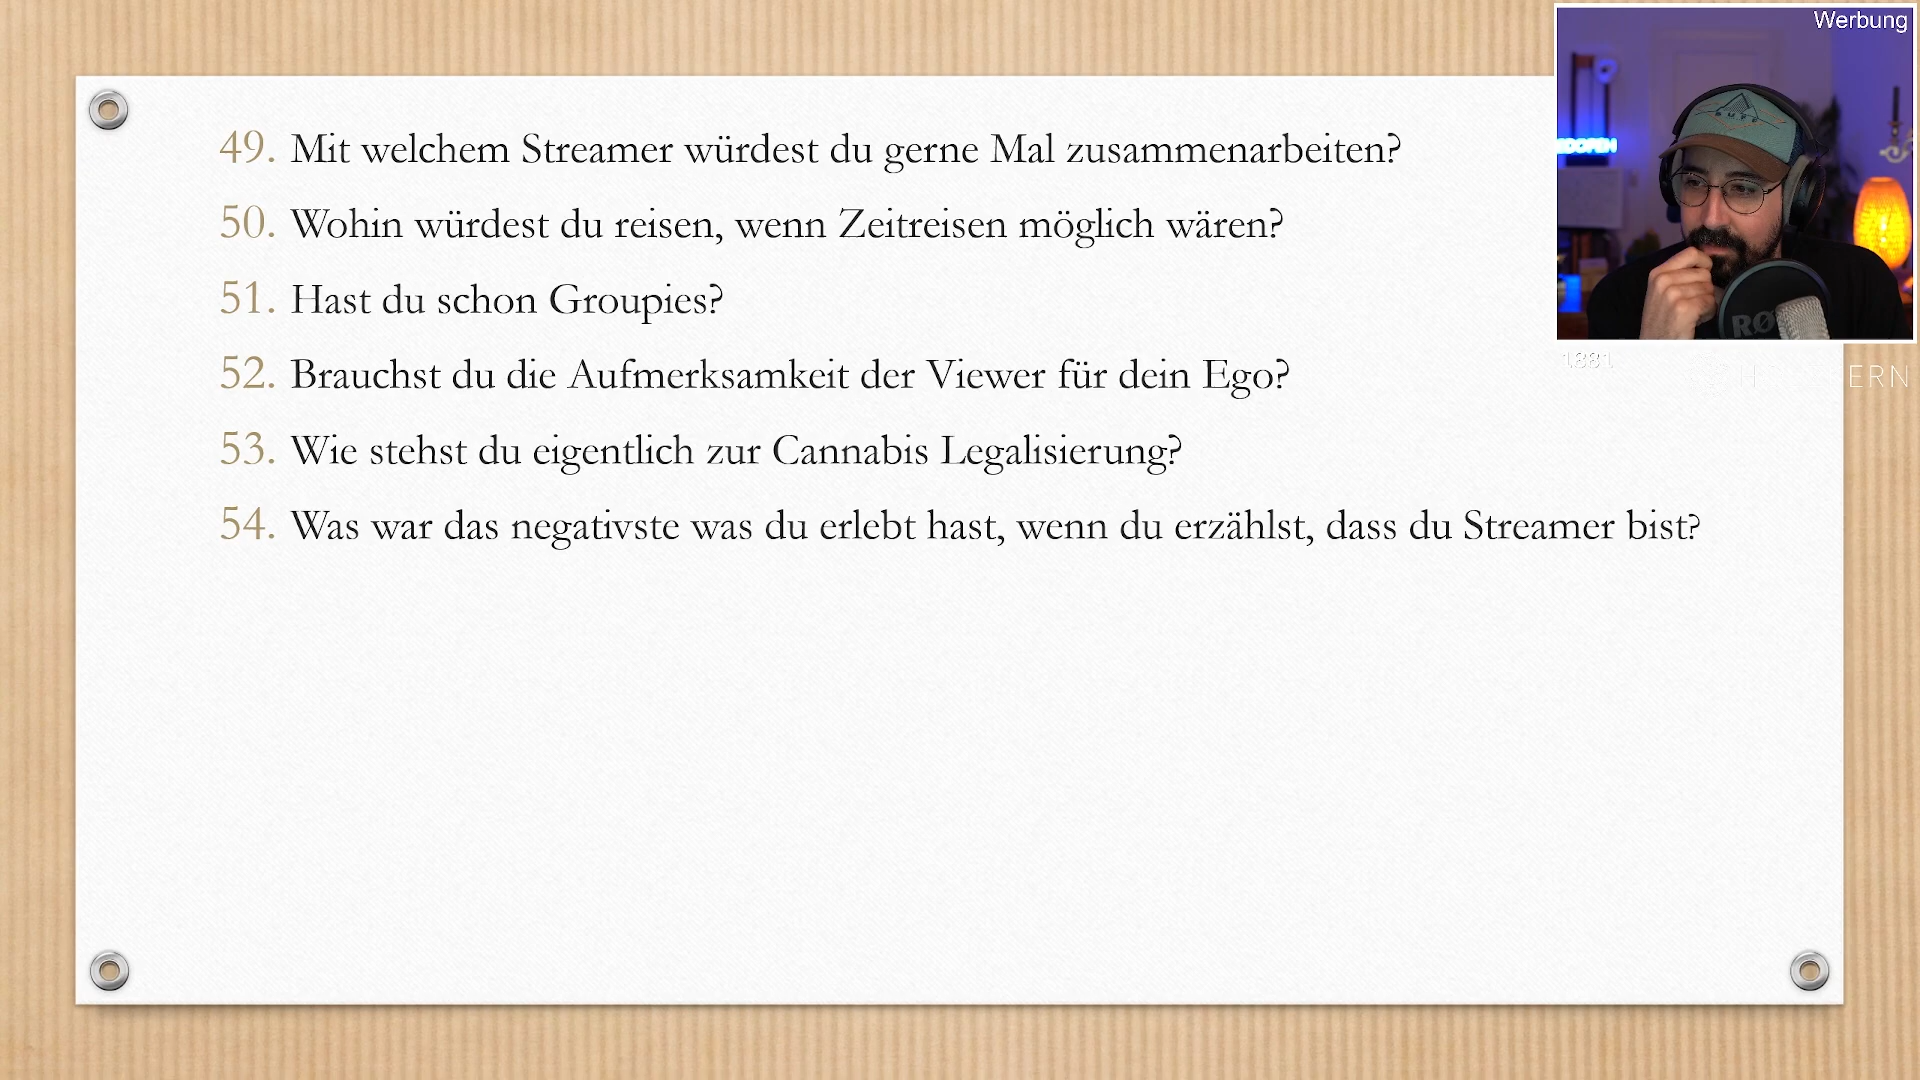 Werbung
49. Mit welchem Streamer würdest du gerne Mal zusammenarbeiten?
50. Wohin würdest du reisen, wenn Zeitreisen möglich wären?
51. Hast du schon Groupies?
52. Brauchst du die Aufmerksamkeit der Viewer für dein Ego?
53. Wie stehst du eigentlich zur Cannabis Legalisierung?
54. Was war das negativste was du erlebt hast, wenn du erzählst, dass du Streamer bist?
RØ
1881
ERN